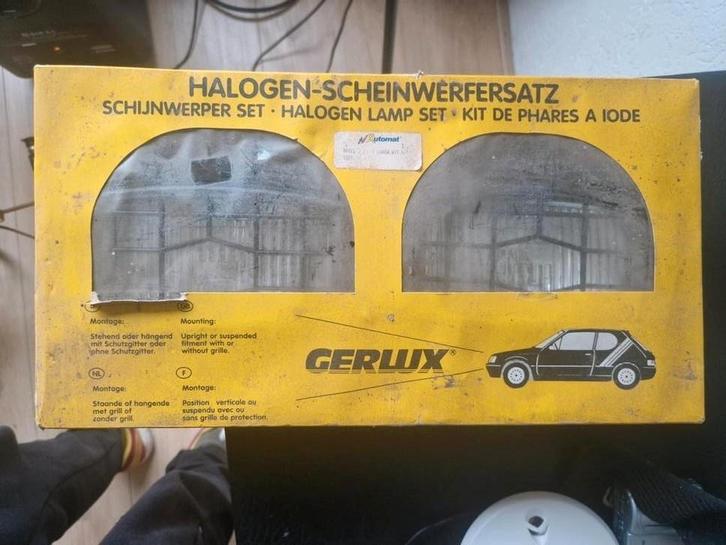 HALOGEN-SCHEINWERFERSATZ
SCHIJNWERPER SET · HALOGEN LAMP SET · KIT DE PHARES A IODE
Automat
Montage:
Stehend oder hängend
mit Schutzgitter oder
ohne Schutzgitter.
GB
Mounting:
Upright or suspended
fitment with or
without grille.
NL
Montage:
Staande of hangende
met grill of
zonder grill.
F
Montage:
Position verticale ou
suspendu avec ou
sans grille de protection.
GERLUX®